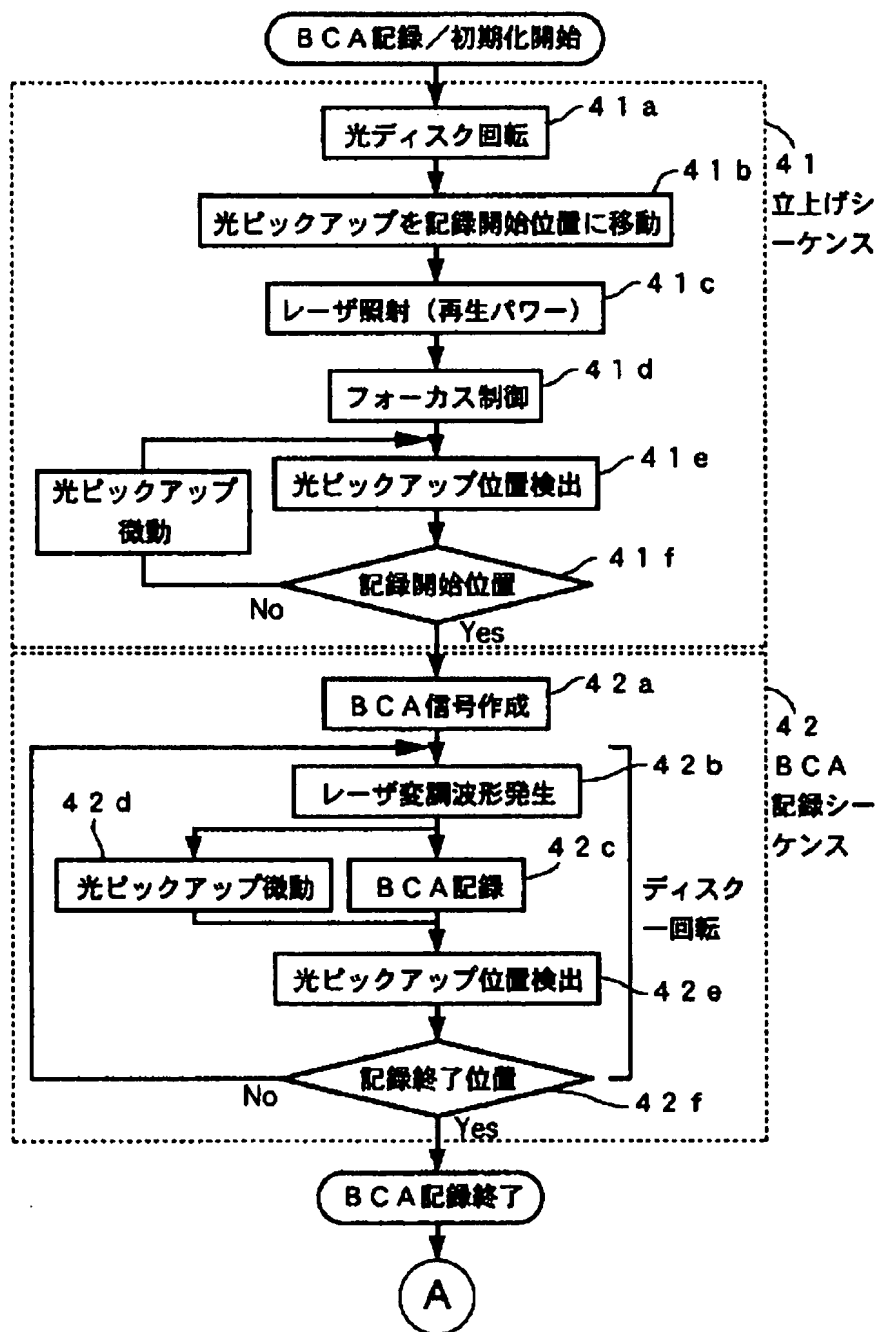 BCA記録／初期化開始
光ディスク回転
41a
光ピックアップを記録開始位置に移動
41b
41
立上げシ
ーケンス
レーザ照射（再生パワー）
41c
フォーカス制御
41d
光ピックアップ
微動
光ピックアップ位置検出
41e
記録開始位置
41f
No
Yes
BCA信号作成
42a
42
BCA
記録シー
ケンス
レーザ変調波形発生
42b
42d
光ピックアップ微動
BCA記録
42c
ディスク
一回転
光ピックアップ位置検出
42e
記録終了位置
42f
No
Yes
BCA記録終了
A